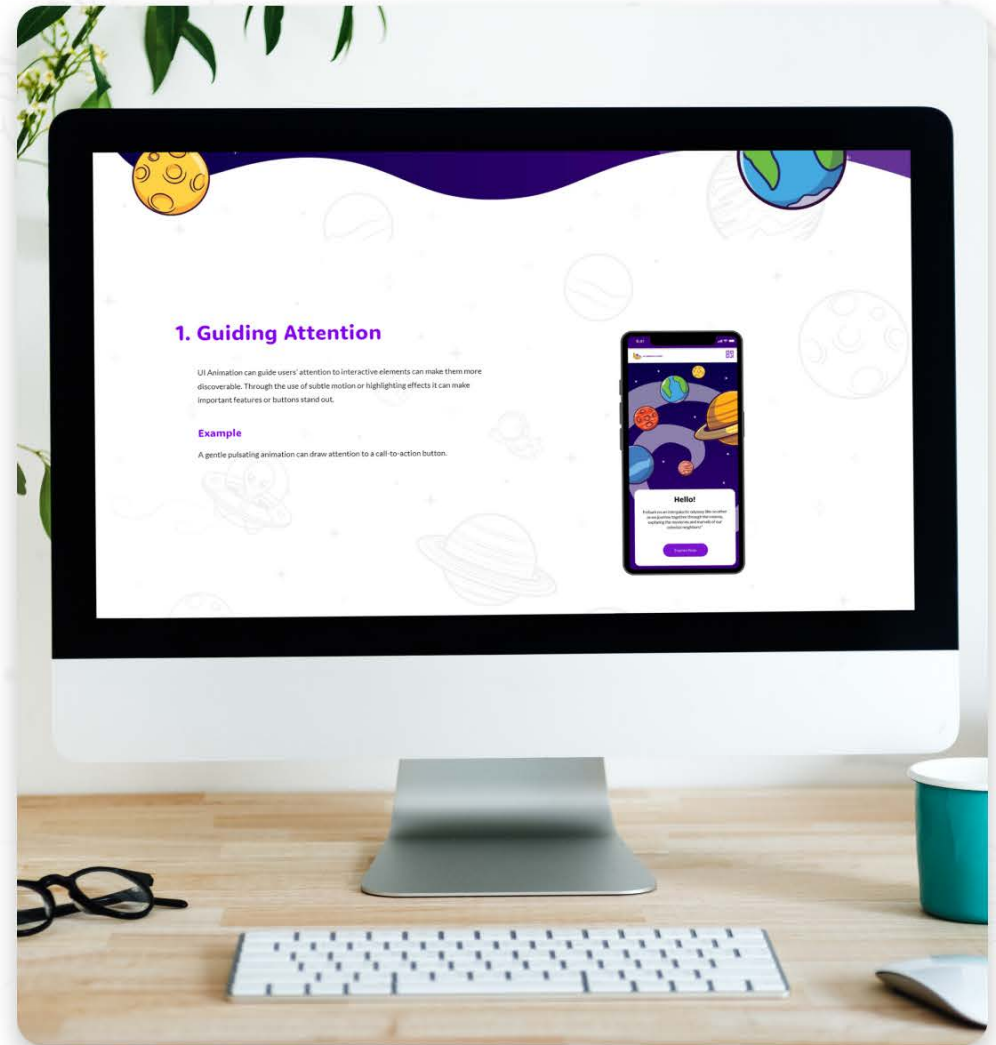 1. Guiding Attention
UI Animation can guide users' attention to interactive elements can make them more
discoverable. Through the use of subtle motion or highlighting effects it can make
important features or buttons stand out.
Example
A gentle pulsating animation can draw attention to a call-to-action button.
9:41
Hello!